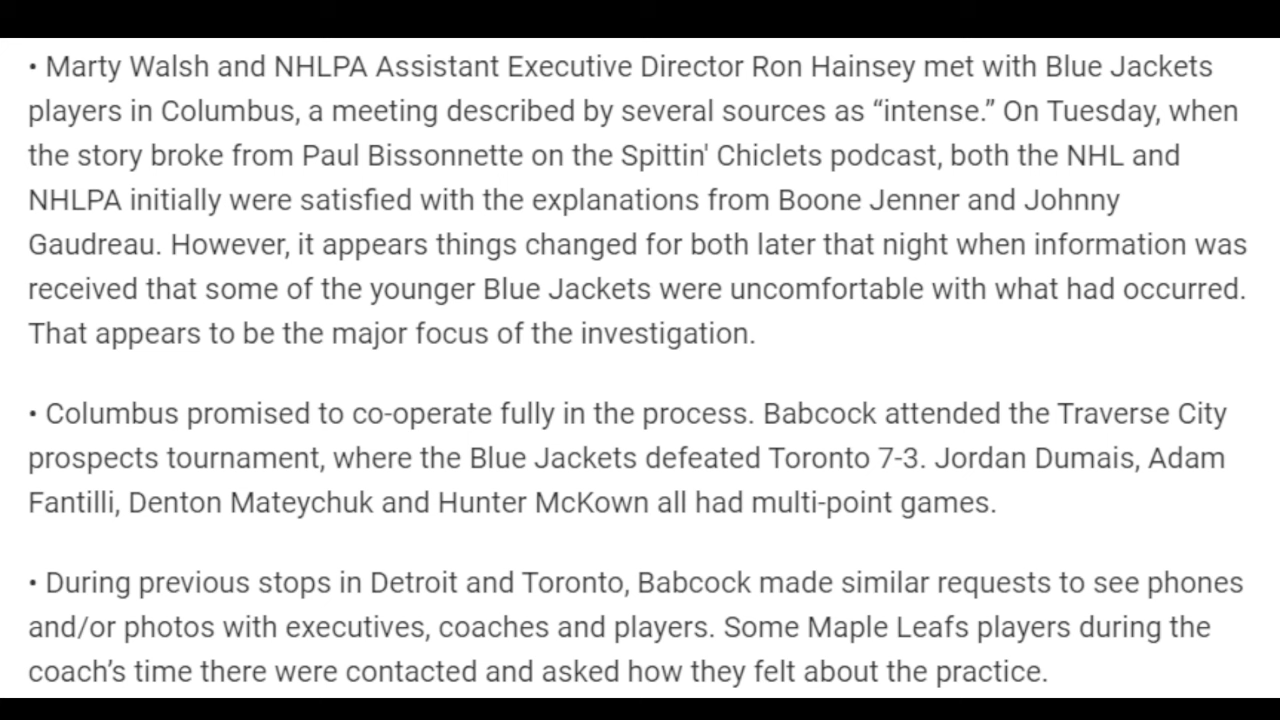 • Marty Walsh and NHLPA Assistant Executive Director Ron Hainsey met with Blue Jackets
players in Columbus, a meeting described by several sources as “intense.” On Tuesday, when
the story broke from Paul Bissonnette on the Spittin' Chiclets podcast, both the NHL and
NHLPA initially were satisfied with the explanations from Boone Jenner and Johnny
Gaudreau. However, it appears things changed for both later that night when information was
received that some of the younger Blue Jackets were uncomfortable with what had occurred.
That appears to be the major focus of the investigation.
• Columbus promised to co-operate fully in the process. Babcock attended the Traverse City
prospects tournament, where the Blue Jackets defeated Toronto 7-3. Jordan Dumais, Adam
Fantilli, Denton Mateychuk and Hunter McKown all had multi-point games.
• During previous stops in Detroit and Toronto, Babcock made similar requests to see phones
and/or photos with executives, coaches and players. Some Maple Leafs players during the
coach’s time there were contacted and asked how they felt about the practice.